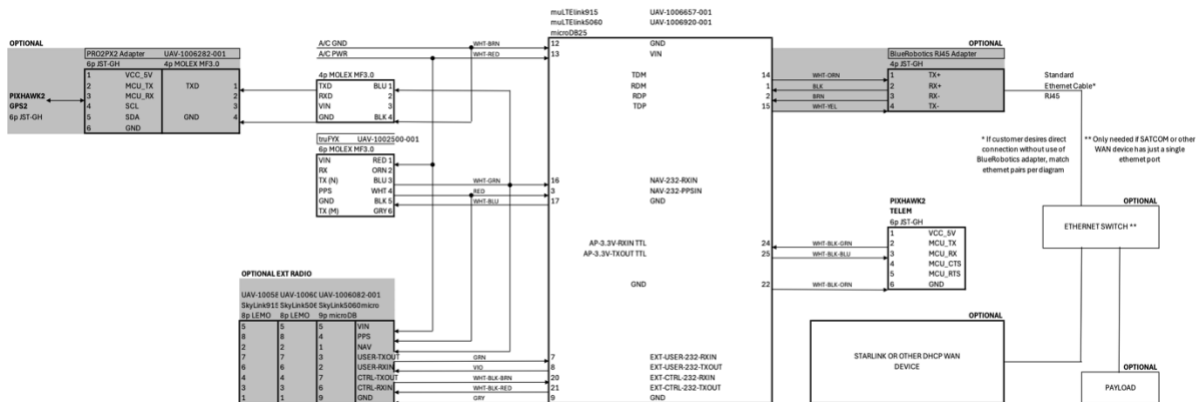 muLTElink915 UAV-1006657-001
muLTElink5060 UAV-1006920-001
microDB25
OPTIONAL
PRO2PX2 Adapter UAV-1006282-001
6p JST-GH 4p MOLEX MF3.0
1 VCC_5V
2 MCU_TX TXD 1
3 MCU_RX 2
4 SCL 3
5 SDA GND 4
6 GND
PIXHAWK2
GPS2
6p JST-GH
A/C GND WHT-BRN 12 GND
A/C PWR WHT-RED 13 VIN
4p MOLEX MF3.0
TXD BLU 1
RXD 2
VIN 3
GND BLK 4
truFYX UAV-1002500-001
6p MOLEX MF3.0
VIN RED 1
RX ORN 2
TX (N) BLU 3
PPS WHT 4
GND BLK 5
TX (M) GRY 6
WHT-GRN 16 NAV-232-RXIN
RED 3 NAV-232-PPSIN
WHT-BLU 17 GND
TDM 14 WHT-ORN
RDM 1 BLK
RDP 2 BRN
TDP 15 WHT-YEL
OPTIONAL
BlueRobotics RJ45 Adapter
4p JST-GH
1 TX+
2 RX+
3 RX-
4 TX-
Standard
Ethernet Cable*
RJ45
* If customer desires direct
connection without use of
BlueRobotics adapter, match
ethernet pairs per diagram
** Only needed if SATCOM or other
WAN device has just a single
ethernet port
AP-3.3V-RXIN TTL 24 WHT-BLK-GRN
AP-3.3V-TXOUT TTL 25 WHT-BLK-BLU
GND 22 WHT-BLK-ORN
PIXHAWK2
TELEM
6p JST-GH
1 VCC_5V
2 MCU_TX
3 MCU_RX
4 MCU_CTS
5 MCU_RTS
6 GND
OPTIONAL
ETHERNET SWITCH **
OPTIONAL EXT RADIO
UAV-1005 UAV-1006 UAV-1006082-001
SkyLink91 SkyLink506 SkyLink5060micro
8p LEMO 8p LEMO 9p microDB
5 5 5 VIN
8 8 4 PPS
2 2 1 NAV
7 7 3 USER-TXOUT GRN 7 EXT-USER-232-RXIN
6 6 2 USER-RXIN VIO 8 EXT-USER-232-TXOUT
4 4 7 CTRL-TXOUT WHT-BLK-BRN 20 EXT-CTRL-232-RXIN
3 3 6 CTRL-RXIN WHT-BLK-RED 21 EXT-CTRL-232-TXOUT
1 1 9 GND GRY 9 GND
OPTIONAL
STARLINK OR OTHER DHCP WAN
DEVICE
OPTIONAL
PAYLOAD